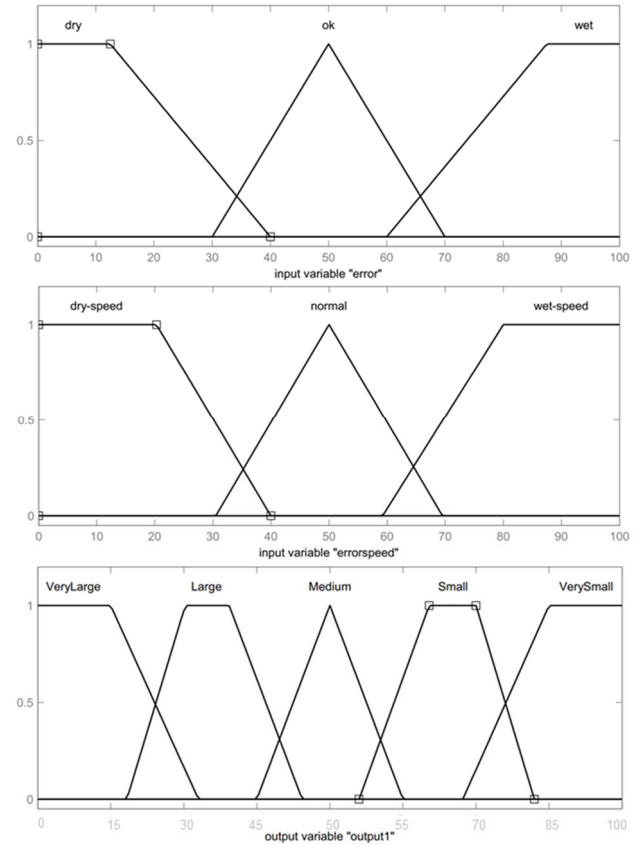 dry ok wet
1
0.5
0
0 10 20 30 40 50 60 70 80 90 100
input variable "error"
dry-speed normal wet-speed
1
0.5
0
0 10 20 30 40 50 60 70 80 90 100
input variable "errorspeed"
VeryLarge Large Medium Small VerySmall
1
0.5
0
0 15 30 45 50 55 70 85 100
output variable "output1"